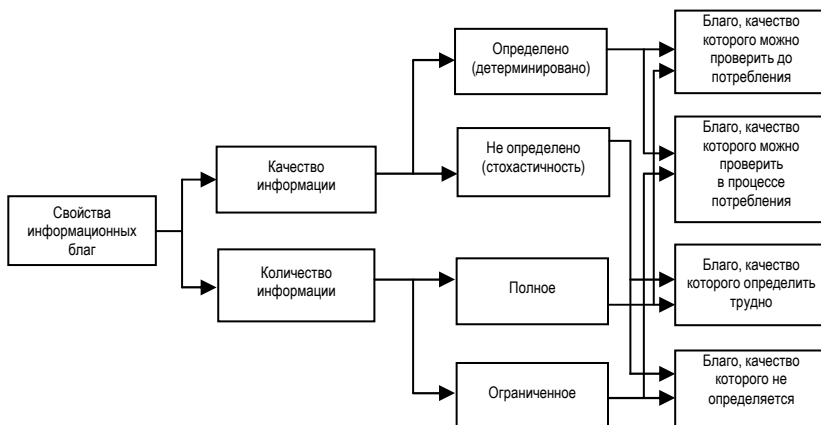 Свойства
информационных
благ
Качество
информации
Количество
информации
Определено
(детерминировано)
Не определено
(стохастичность)
Полное
Ограниченное
Благо, качество
которого можно
проверить до
потребления
Благо, качество
которого можно
проверить
в процессе
потребления
Благо, качество
которого определить
трудно
Благо, качество
которого не
определяется